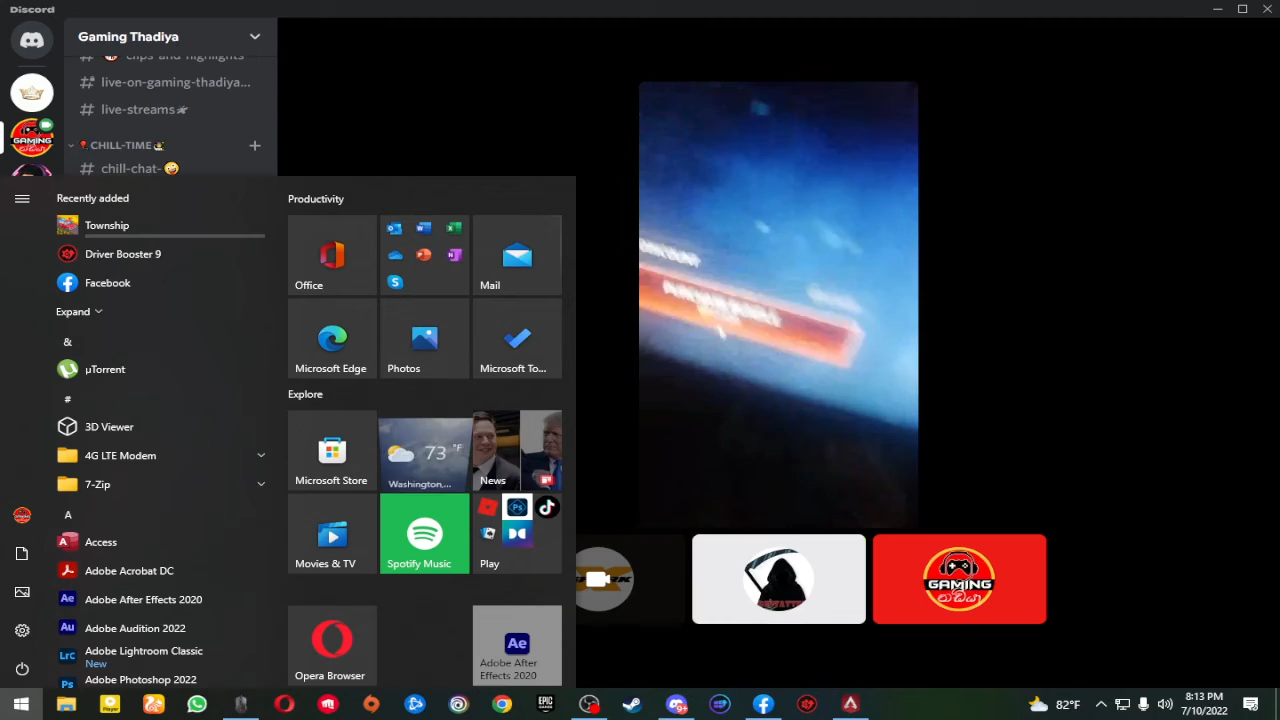 Discord
Gaming Thadiya
clips-and-highlights
live-on-gaming-thadiya...
live-streams
CHILL-TIME
chill-chat-
Recently added
Township
Driver Booster 9
Facebook
Expand
&
µTorrent
#
3D Viewer
4G LTE Modem
7-Zip
A
Access
Adobe Acrobat DC
Adobe After Effects 2020
Adobe Audition 2022
Adobe Lightroom Classic
New
Adobe Photoshop 2022
Productivity
Office
Mail
Microsoft Edge
Photos
Microsoft To...
Explore
Microsoft Store
73 °F
Washington,...
News
Movies & TV
Spotify Music
Play
Opera Browser
Adobe After
Effects 2020
GAMING
තඩියා
82°F
8:13 PM
7/10/2022